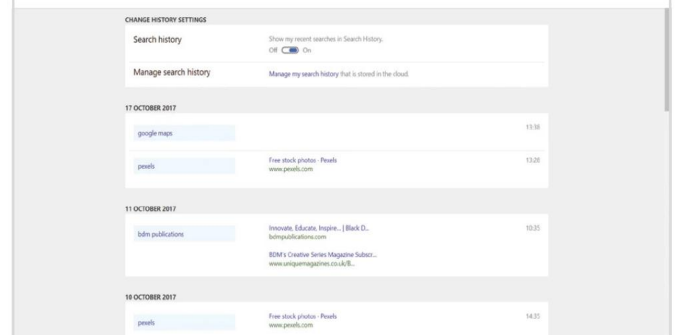 CHANGE HISTORY SETTINGS
Search history
Show my recent searches in Search History.
Off On
Manage search history
Manage my search history that is stored in the cloud.
17 OCTOBER 2017
google maps
13:38
pexels
Free stock photos · Pexels
13:28
www.pexels.com
11 OCTOBER 2017
bdm publications
Innovate, Educate, Inspire... | Black D...
10:35
bdmpublications.com
BDM's Creative Series Magazine Subscr...
www.uniquemagazines.co.uk/B...
10 OCTOBER 2017
pexels
Free stock photos · Pexels
14:35
www.pexels.com